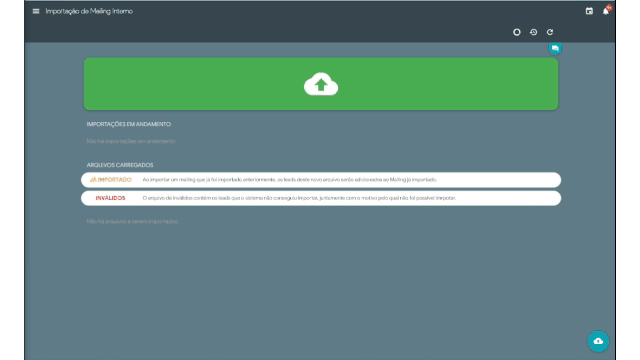 Importação de Mailing Interno
IMPORTAÇÕES EM ANDAMENTO
Não há importações em andamento
ARQUIVOS CARREGADOS
JÁ IMPORTADO Ao importar um mailing que já foi importado anteriormente, os leads deste novo arquivo serão adicionados ao Mailing já importado.
INVÁLIDOS O arquivo de inválidos contém os leads que o sistema não conseguiu importar, juntamente com o motivo pelo qual não foi possível importar.
Não há arquivos a serem importados